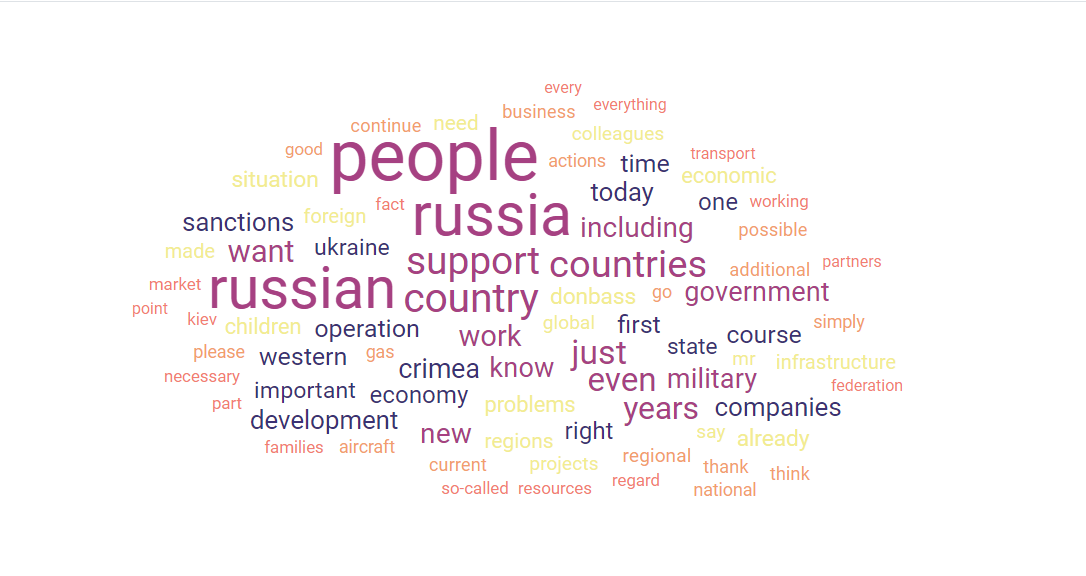 every
business everything
continue need colleagues
good people actions time transport
situation today economic
fact russia one working
sanctions foreign including possible
made want ukraine support countries additional partners
market russian country donbass go government
point kiev children operation work global first course simply
please western gas just state mr infrastructure
necessary crimea know even military federation
part important economy problems years companies
development new regions right say already
families aircraft current projects regional thank think
so-called resources regard national